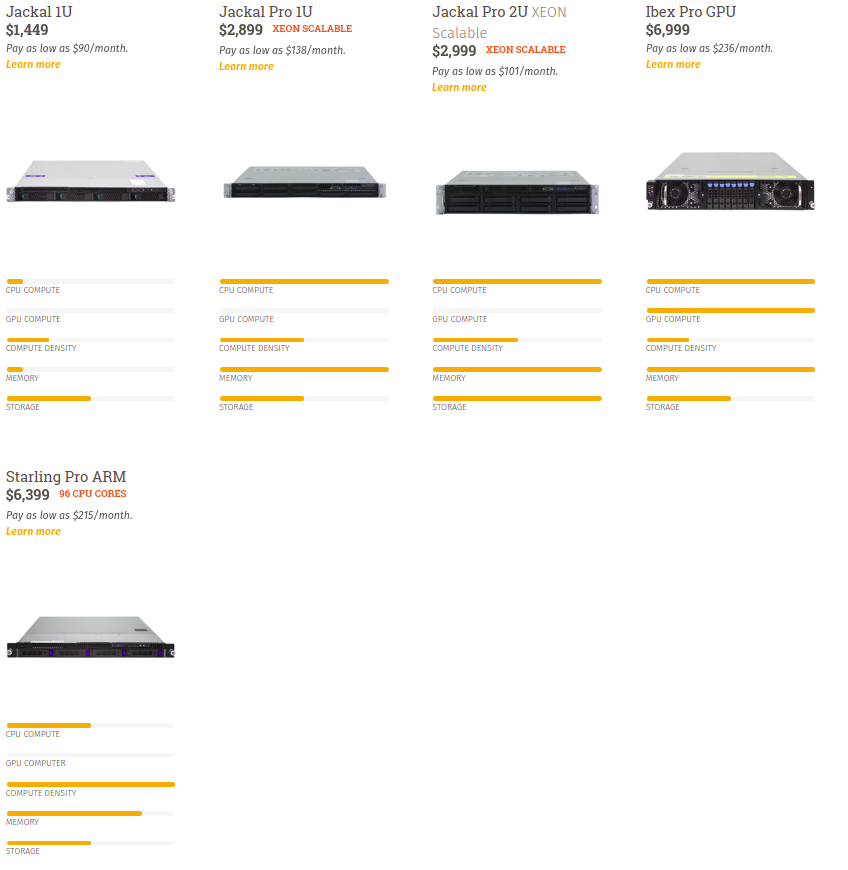 Jackal 1U
$1,449
Pay as low as $90/month.
Learn more
CPU COMPUTE
GPU COMPUTE
COMPUTE DENSITY
MEMORY
STORAGE
Jackal Pro 1U
$2,899 XEON SCALABLE
Pay as low as $138/month.
Learn more
CPU COMPUTE
GPU COMPUTE
COMPUTE DENSITY
MEMORY
STORAGE
Jackal Pro 2U XEON
Scalable
$2,999 XEON SCALABLE
Pay as low as $101/month.
Learn more
CPU COMPUTE
GPU COMPUTE
COMPUTE DENSITY
MEMORY
STORAGE
Ibex Pro GPU
$6,999
Pay as low as $236/month.
Learn more
CPU COMPUTE
GPU COMPUTE
COMPUTE DENSITY
MEMORY
STORAGE
Starling Pro ARM
$6,399 96 CPU CORES
Pay as low as $215/month.
Learn more
CPU COMPUTE
GPU COMPUTER
COMPUTE DENSITY
MEMORY
STORAGE